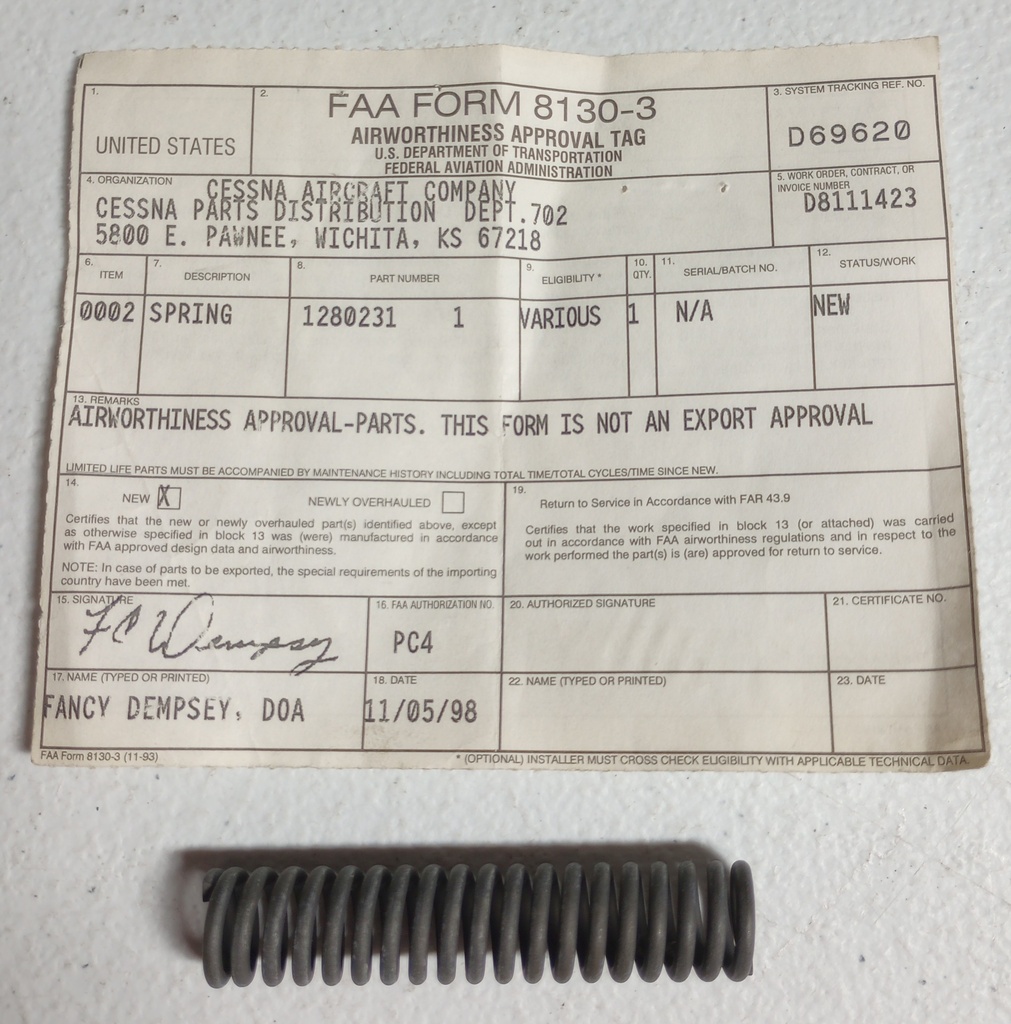 1.
UNITED STATES
2.
FAA FORM 8130-3
AIRWORTHINESS APPROVAL TAG
U.S. DEPARTMENT OF TRANSPORTATION
FEDERAL AVIATION ADMINISTRATION
3. SYSTEM TRACKING REF. NO.
D69620
4. ORGANIZATION
CESSNA AIRCRAFT COMPANY
CESSNA PARTS DISTRIBUTION DEPT.702
5800 E. PAWNEE, WICHITA, KS 67218
5. WORK ORDER, CONTRACT, OR
INVOICE NUMBER
D8111423
6. ITEM
7. DESCRIPTION
8. PART NUMBER
9. ELIGIBILITY *
10. QTY.
11. SERIAL/BATCH NO.
12. STATUS/WORK
0002 SPRING 1280231 1 VARIOUS 1 N/A NEW
13. REMARKS
AIRWORTHINESS APPROVAL-PARTS. THIS FORM IS NOT AN EXPORT APPROVAL
LIMITED LIFE PARTS MUST BE ACCOMPANIED BY MAINTENANCE HISTORY INCLUDING TOTAL TIME/TOTAL CYCLES/TIME SINCE NEW.
14.
NEW X NEWLY OVERHAULED
Certifies that the new or newly overhauled part(s) identified above, except
as otherwise specified in block 13 was (were) manufactured in accordance
with FAA approved design data and airworthiness.
NOTE: In case of parts to be exported, the special requirements of the importing
country have been met.
19.
Return to Service in Accordance with FAR 43.9
Certifies that the work specified in block 13 (or attached) was carried
out in accordance with FAA airworthiness regulations and in respect to the
work performed the part(s) is (are) approved for return to service.
15. SIGNATURE
F C Dempsey
16. FAA AUTHORIZATION NO.
PC4
20. AUTHORIZED SIGNATURE
21. CERTIFICATE NO.
17. NAME (TYPED OR PRINTED)
FANCY DEMPSEY, DOA
18. DATE
11/05/98
22. NAME (TYPED OR PRINTED)
23. DATE
FAA Form 8130-3 (11-93)
* (OPTIONAL) INSTALLER MUST CROSS CHECK ELIGIBILITY WITH APPLICABLE TECHNICAL DATA.